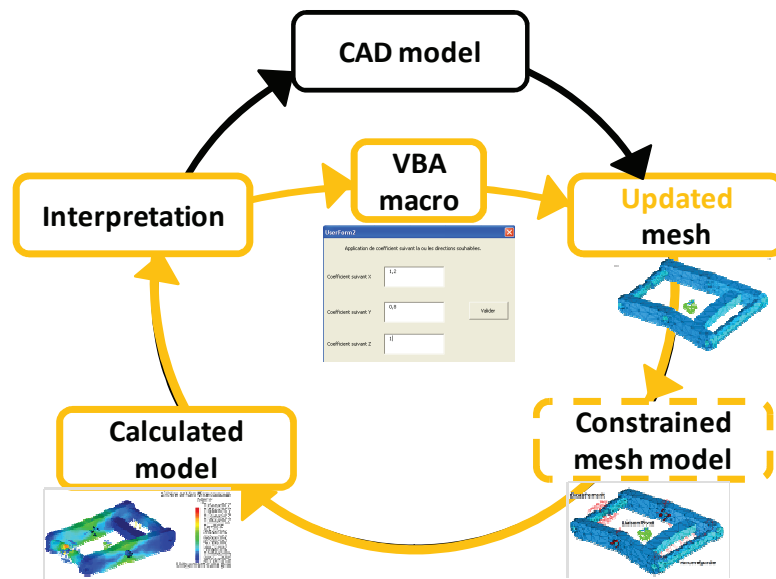 CAD model
VBA
macro
Interpretation
Updated
mesh
UserForm2
Application de coefficient suivant la ou les directions souhaitées.
Coefficient suivant X
1,2
Coefficient suivant Y
0,8
Valider
Coefficient suivant Z
1
Calculated
model
Constrained
mesh model